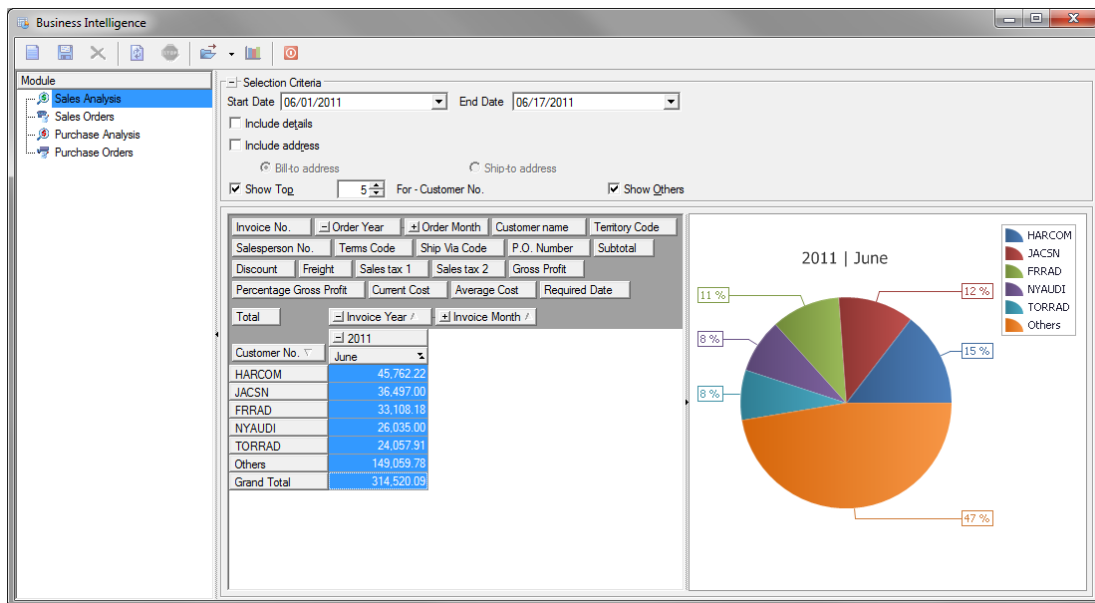 Business Intelligence
STOP
Module
Sales Analysis
Sales Orders
Purchase Analysis
Purchase Orders
Selection Criteria
Start Date 06/01/2011 End Date 06/17/2011
Include details
Include address
Bill-to address Ship-to address
Show Top 5 For - Customer No. Show Others
Invoice No. Order Year Order Month Customer name Territory Code
Salesperson No. Terms Code Ship Via Code P.O. Number Subtotal
Discount Freight Sales tax 1 Sales tax 2 Gross Profit
Percentage Gross Profit Current Cost Average Cost Required Date
Total Invoice Year Invoice Month
2011
Customer No. June
HARCOM 45,762.22
JACSN 36,497.00
FRRAD 33,108.18
NYAUDI 26,035.00
TORRAD 24,057.91
Others 149,059.78
Grand Total 314,520.09
2011 | June
HARCOM
JACSN
FRRAD
NYAUDI
TORRAD
Others
11 %
12 %
8 %
15 %
8 %
47 %